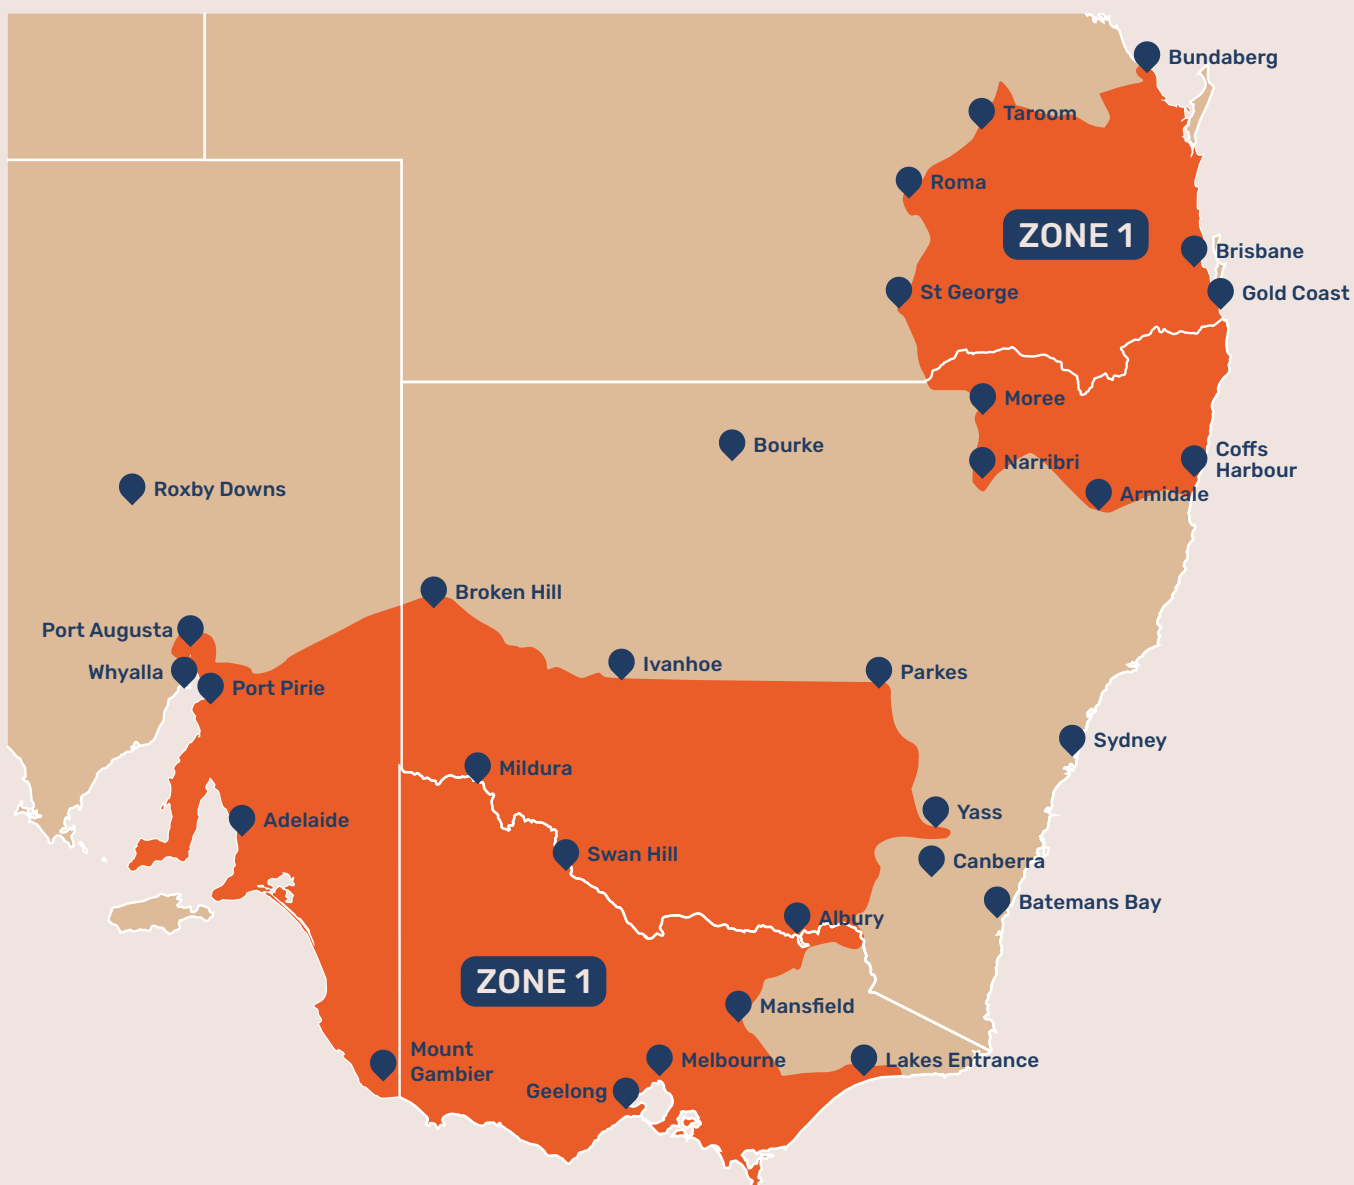 Bundaberg
Taroom
Roma
ZONE 1
Brisbane
St George
Gold Coast
Moree
Bourke
Narribri
Coffs
Harbour
Roxby Downs
Armidale
Broken Hill
Port Augusta
Ivanhoe
Whyalla
Parkes
Port Pirie
Sydney
Mildura
Yass
Adelaide
Swan Hill
Canberra
Batemans Bay
Albury
ZONE 1
Mansfield
Mount
Gambier
Melbourne
Lakes Entrance
Geelong